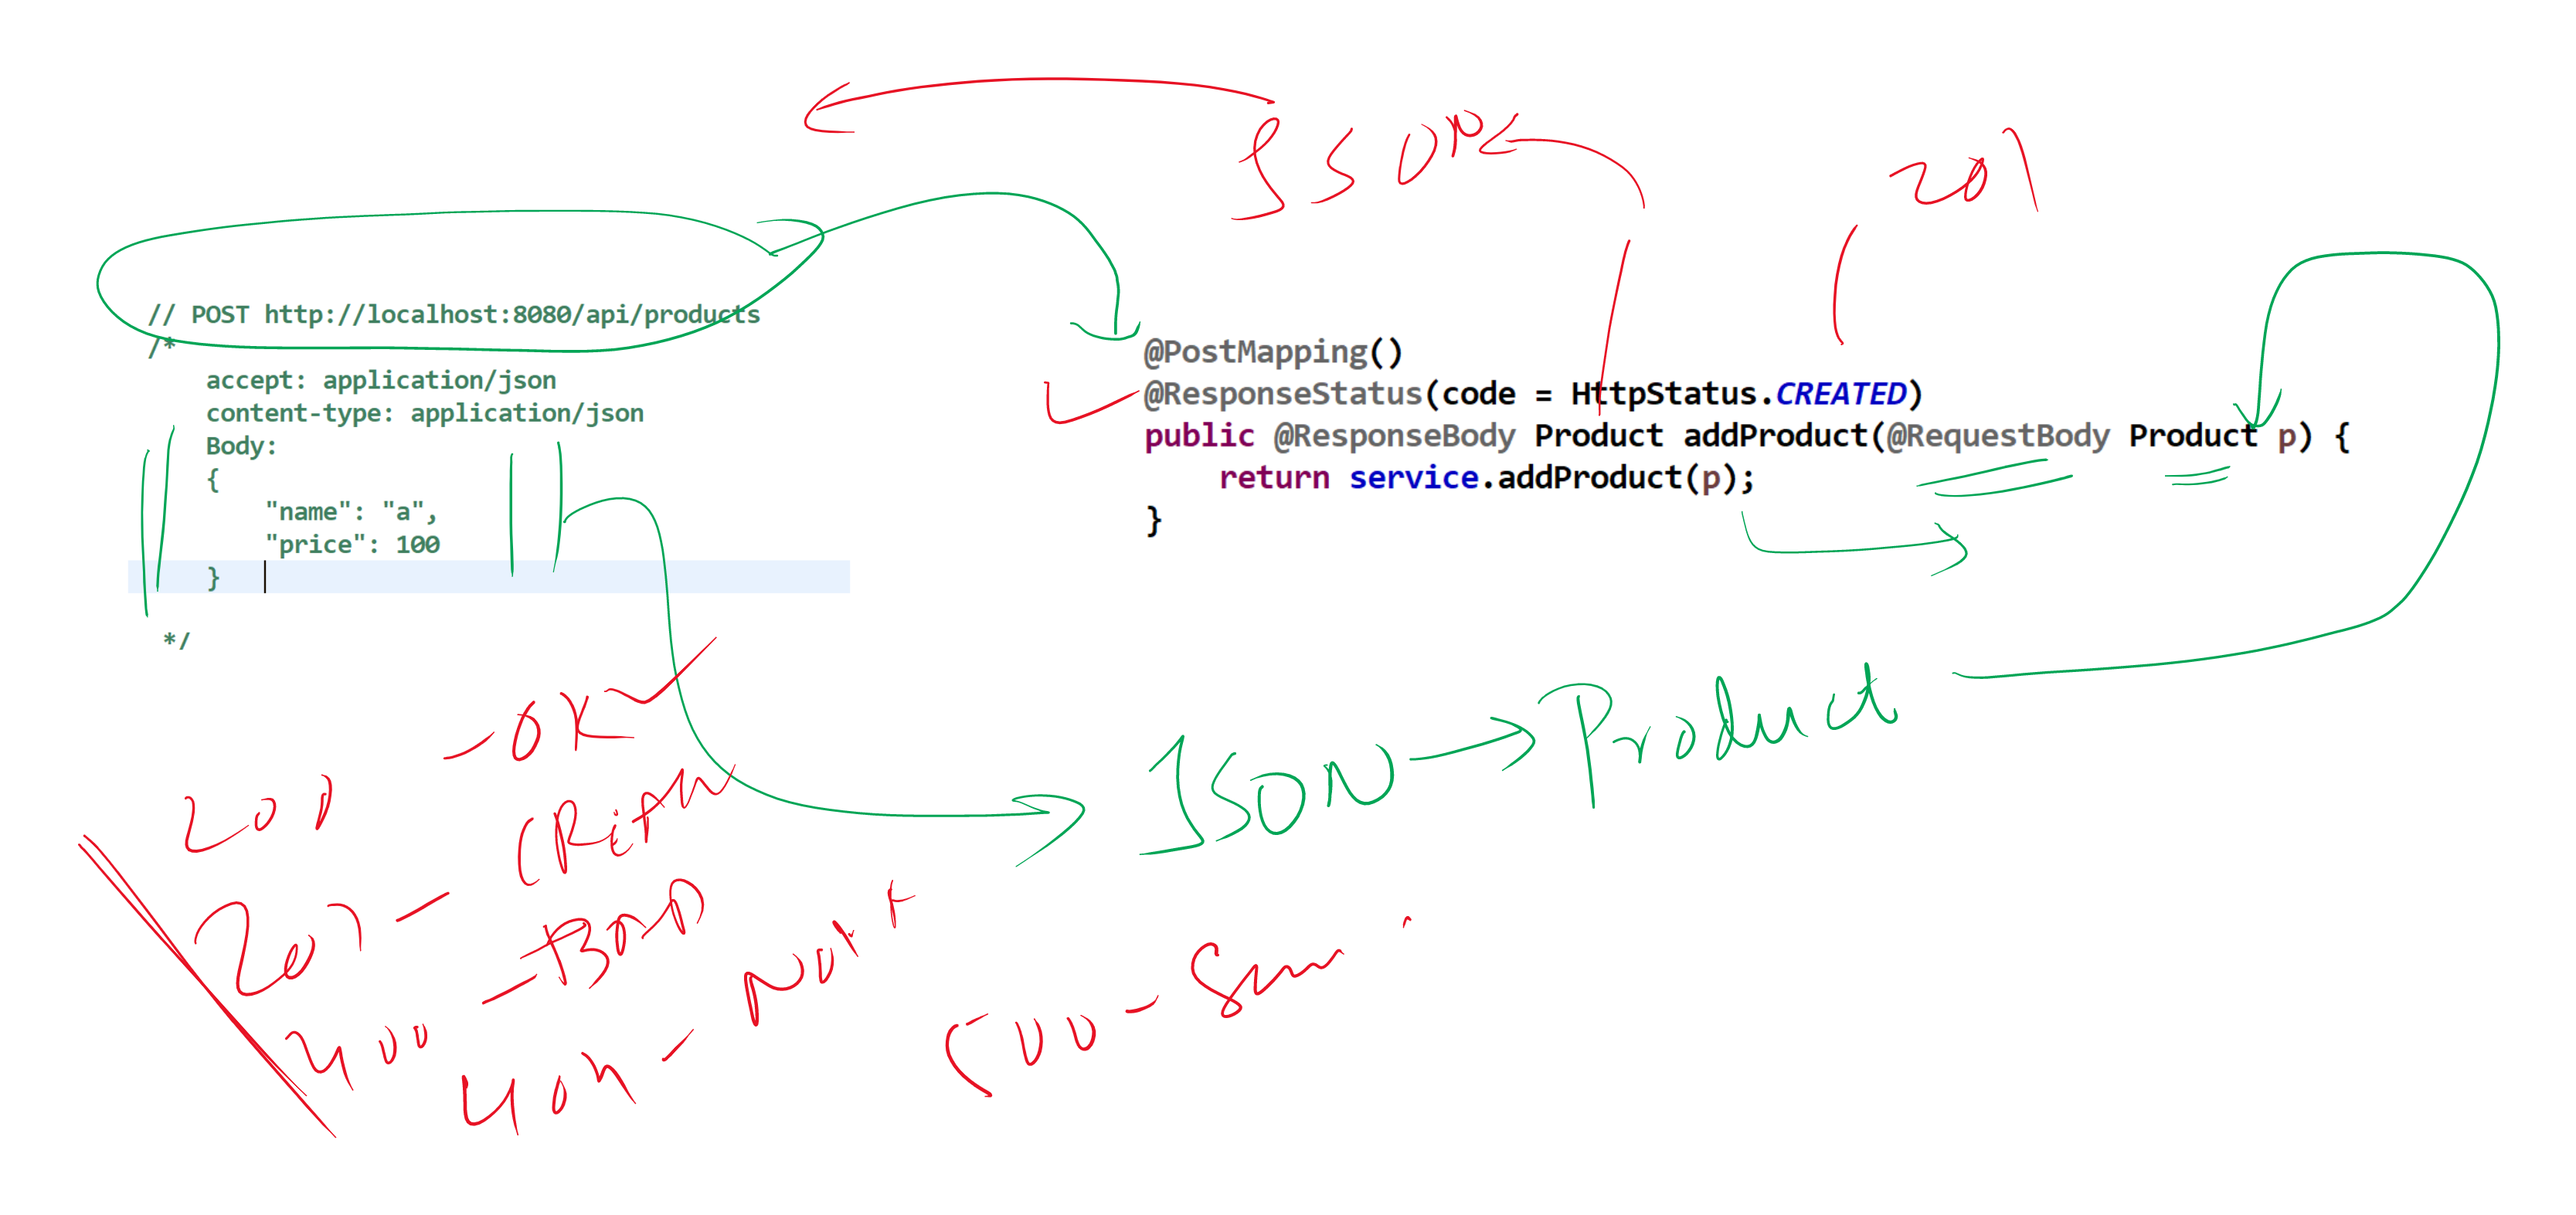 JSON
201
// POST http://localhost:8080/api/products
/*
accept: application/json
content-type: application/json
Body:
{
"name": "a",
"price": 100
}
*/
@PostMapping()
@ResponseStatus(code = HttpStatus.CREATED)
public @ResponseBody Product addProduct(@RequestBody Product p) {
return service.addProduct(p);
}
JSON → Product
200 - OK
201 -
400 - BAD
404 - Not
500 -